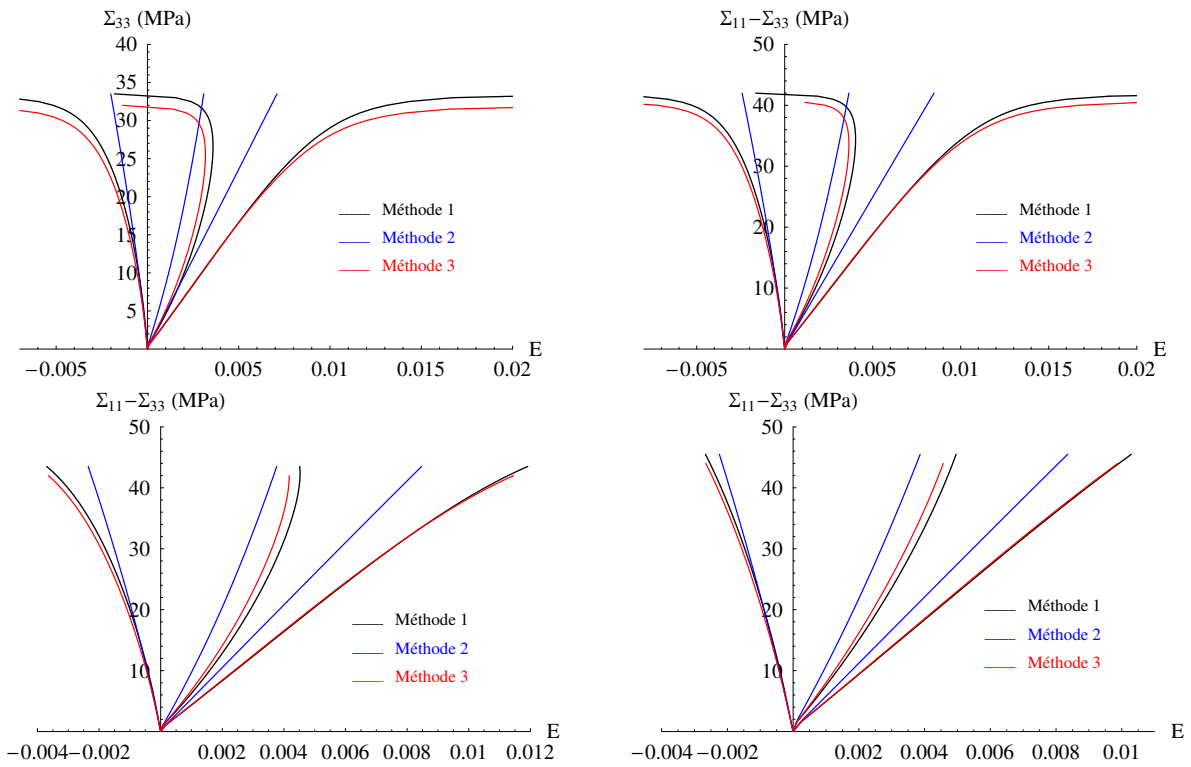 Σ33 (MPa)
40
35
30
25
20
15
10
5
−0.005 0.005 0.01 0.015 0.02
E
Méthode 1
Méthode 2
Méthode 3
Σ11−Σ33 (MPa)
50
40
30
20
10
−0.005 0.005 0.01 0.015 0.02
E
Méthode 1
Méthode 2
Méthode 3
Σ11−Σ33 (MPa)
50
40
30
20
10
−0.004 −0.002 0.002 0.004 0.006 0.008 0.010 0.012
E
Méthode 1
Méthode 2
Méthode 3
Σ11−Σ33 (MPa)
50
40
30
20
10
−0.004 −0.002 0.002 0.004 0.006 0.008 0.01
E
Méthode 1
Méthode 2
Méthode 3